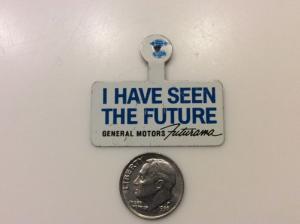 I HAVE SEEN
THE FUTURE
GENERAL MOTORS Futurama
LIBERTY